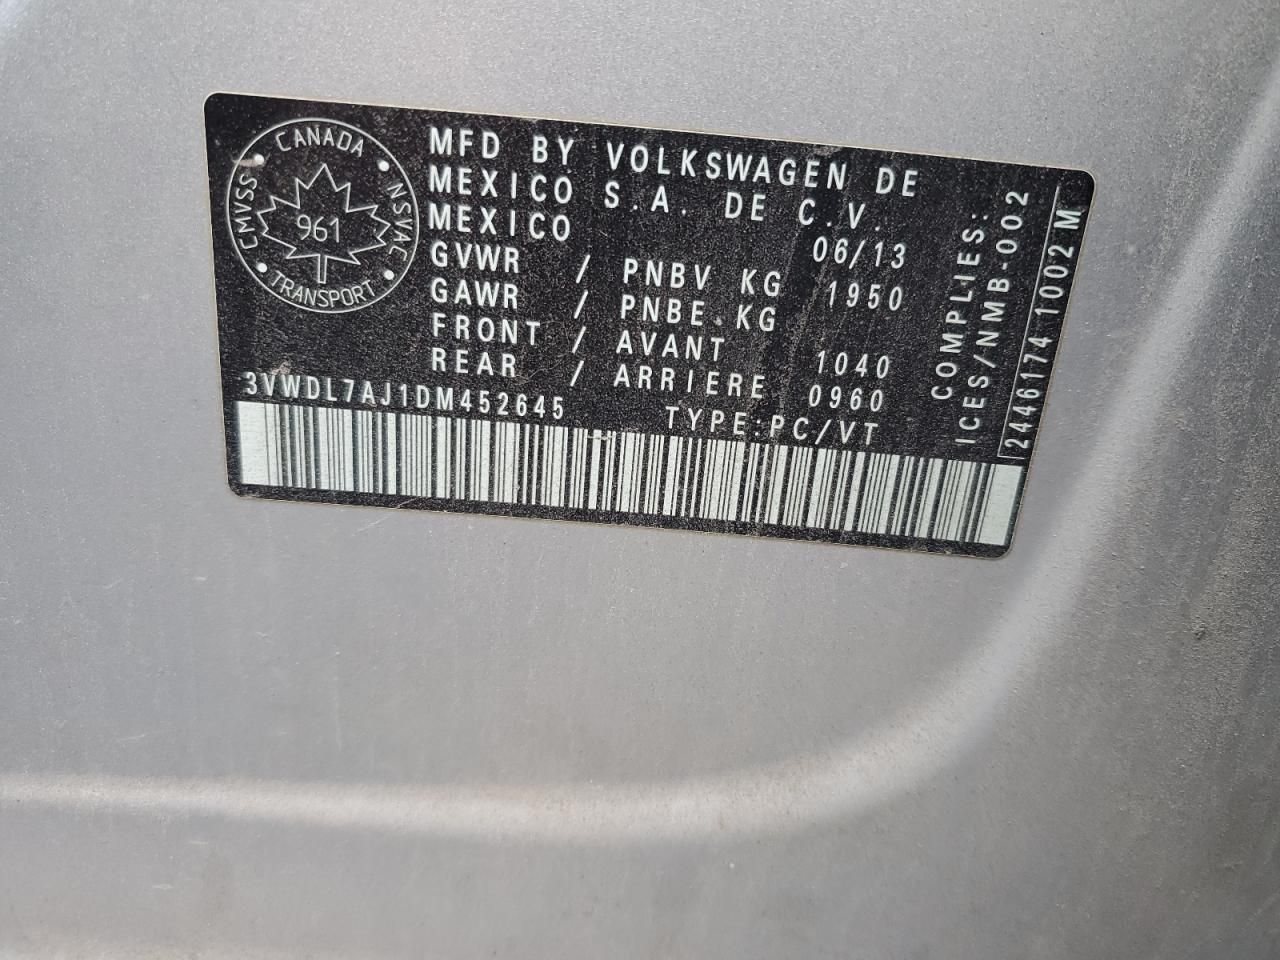 CANADA
CMVSS
NSVAC
961
TRANSPORT
MFD BY VOLKSWAGEN DE
MEXICO S.A. DE C.V.
MEXICO 06/13
GVWR / PNBV KG 1950
GAWR / PNBE.KG
FRONT / AVANT 1040
REAR / ARRIERE 0960
3VWDL7AJ1DM452645 TYPE:PC/VT
COMPLIES:
ICES/NMB-002
2446174 1002 M